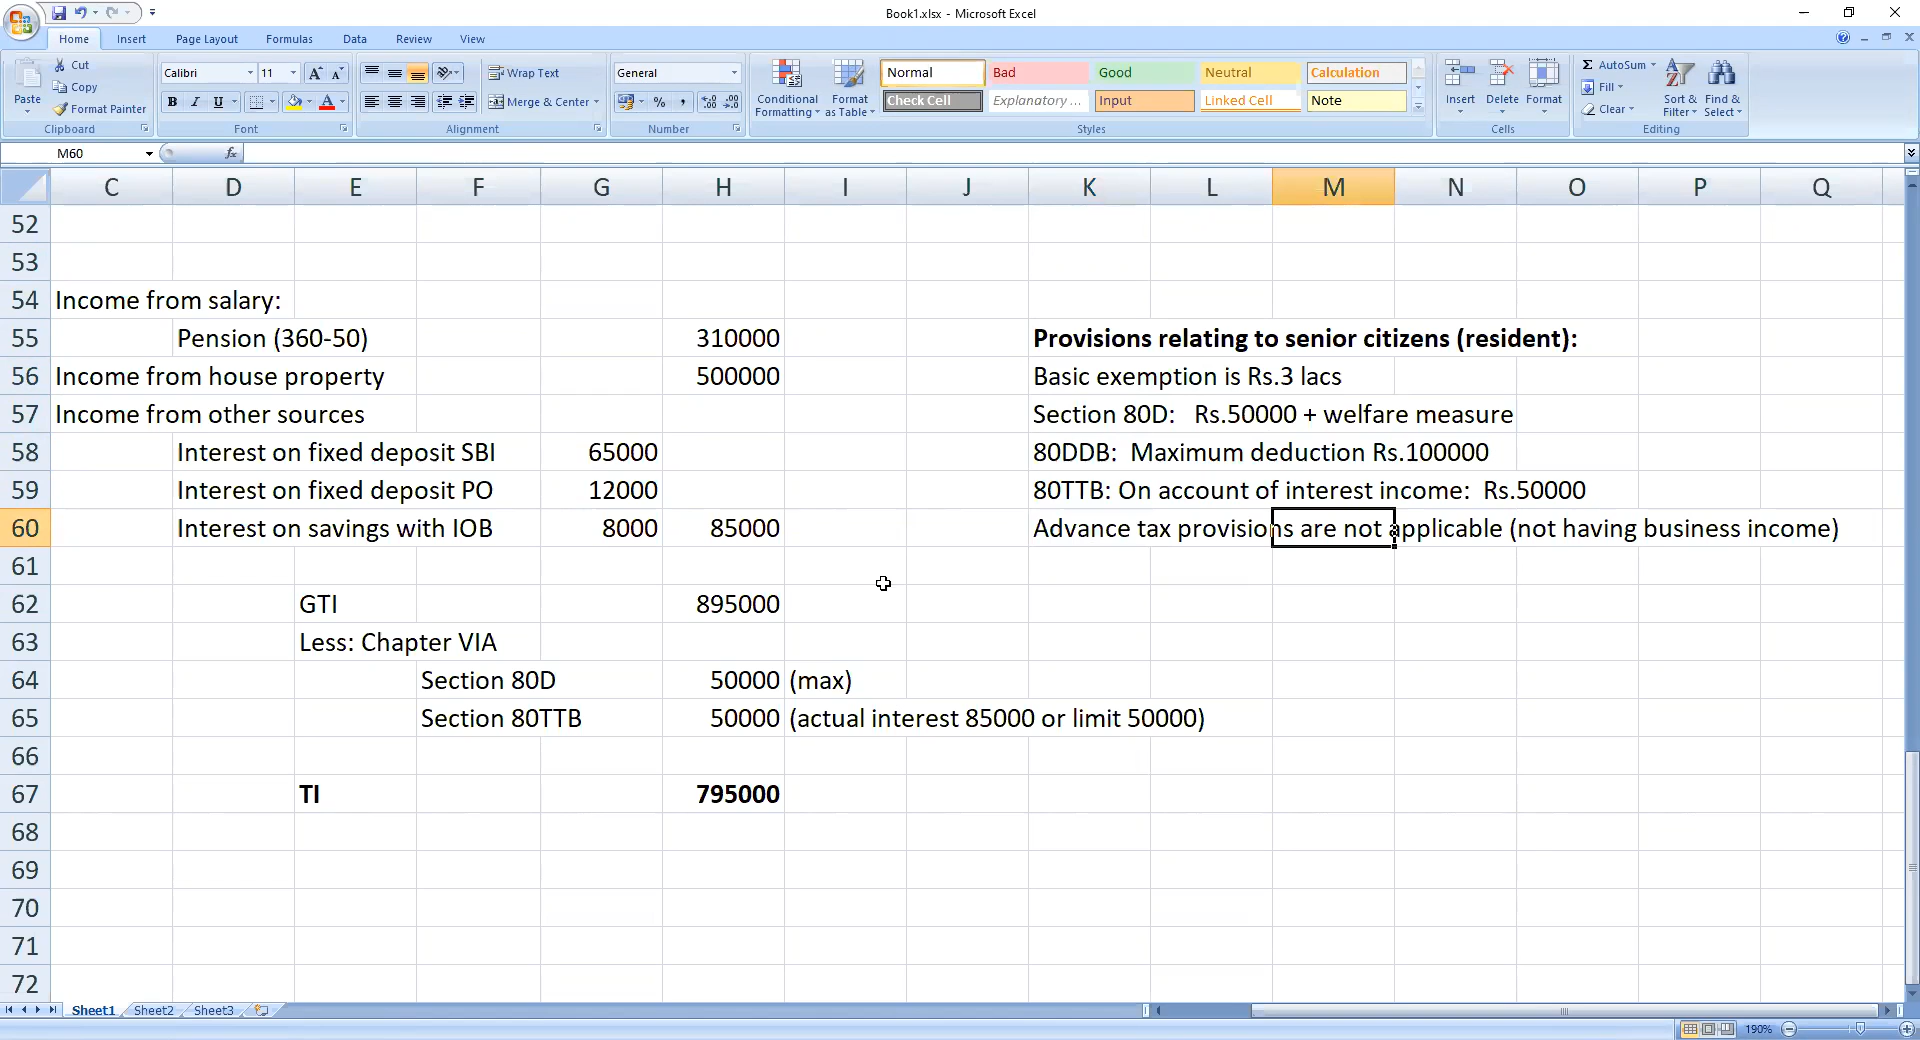 Book1.xlsx - Microsoft Excel
Home Insert Page Layout Formulas Data Review View
Paste
Cut
Copy
Format Painter
Clipboard
Calibri 11
B I U
Font
Wrap Text
Merge & Center
Alignment
General
Number
Conditional Formatting
Format as Table
Normal Bad Good Neutral Calculation
Check Cell Explanatory ... Input Linked Cell Note
Styles
Insert Delete Format
Cells
Σ AutoSum
Fill
Clear
Sort & Filter
Find & Select
Editing
M60 fx
C D E F G H I J K L M N O P Q
52
53
54 Income from salary:
55 Pension (360-50) 310000 Provisions relating to senior citizens (resident):
56 Income from house property 500000 Basic exemption is Rs.3 lacs
57 Income from other sources Section 80D: Rs.50000 + welfare measure
58 Interest on fixed deposit SBI 65000 80DDB: Maximum deduction Rs.100000
59 Interest on fixed deposit PO 12000 80TTB: On account of interest income: Rs.50000
60 Interest on savings with IOB 8000 85000 Advance tax provisions are not applicable (not having business income)
61
62 GTI 895000
63 Less: Chapter VIA
64 Section 80D 50000 (max)
65 Section 80TTB 50000 (actual interest 85000 or limit 50000)
66
67 TI 795000
68
69
70
71
72
Sheet1 Sheet2 Sheet3
190%